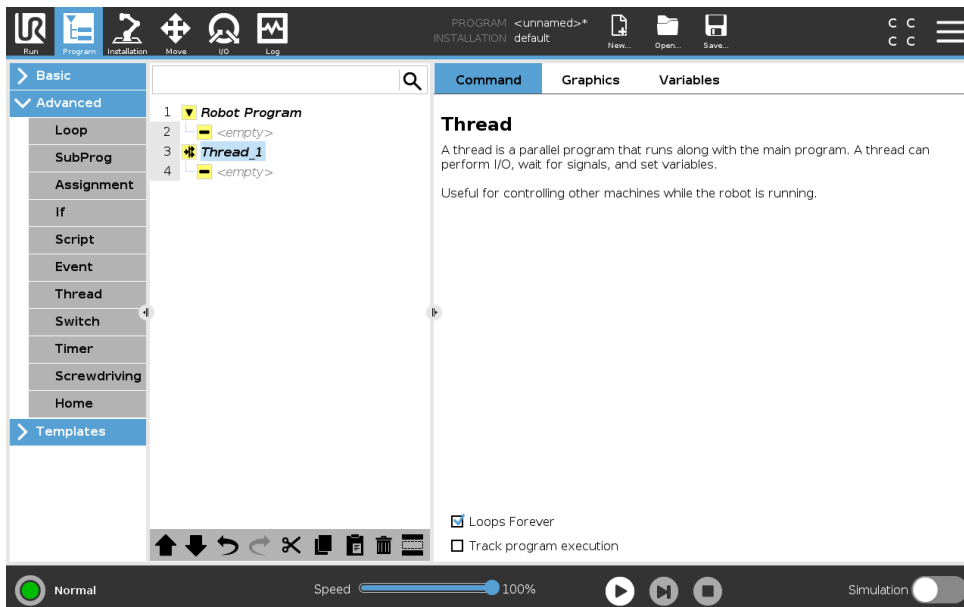 PROGRAM <unnamed>*
INSTALLATION default
Run
Program
Installation
Move
I/O
Log
New...
Open...
Save...
C C
C C
Basic
Advanced
Loop
SubProg
Assignment
If
Script
Event
Thread
Switch
Timer
Screwdriving
Home
Templates
1 Robot Program
2 <empty>
3 Thread_1
4 <empty>
Command Graphics Variables
Thread
A thread is a parallel program that runs along with the main program. A thread can
perform I/O, wait for signals, and set variables.
Useful for controlling other machines while the robot is running.
Loops Forever
Track program execution
Normal
Speed 100%
Simulation